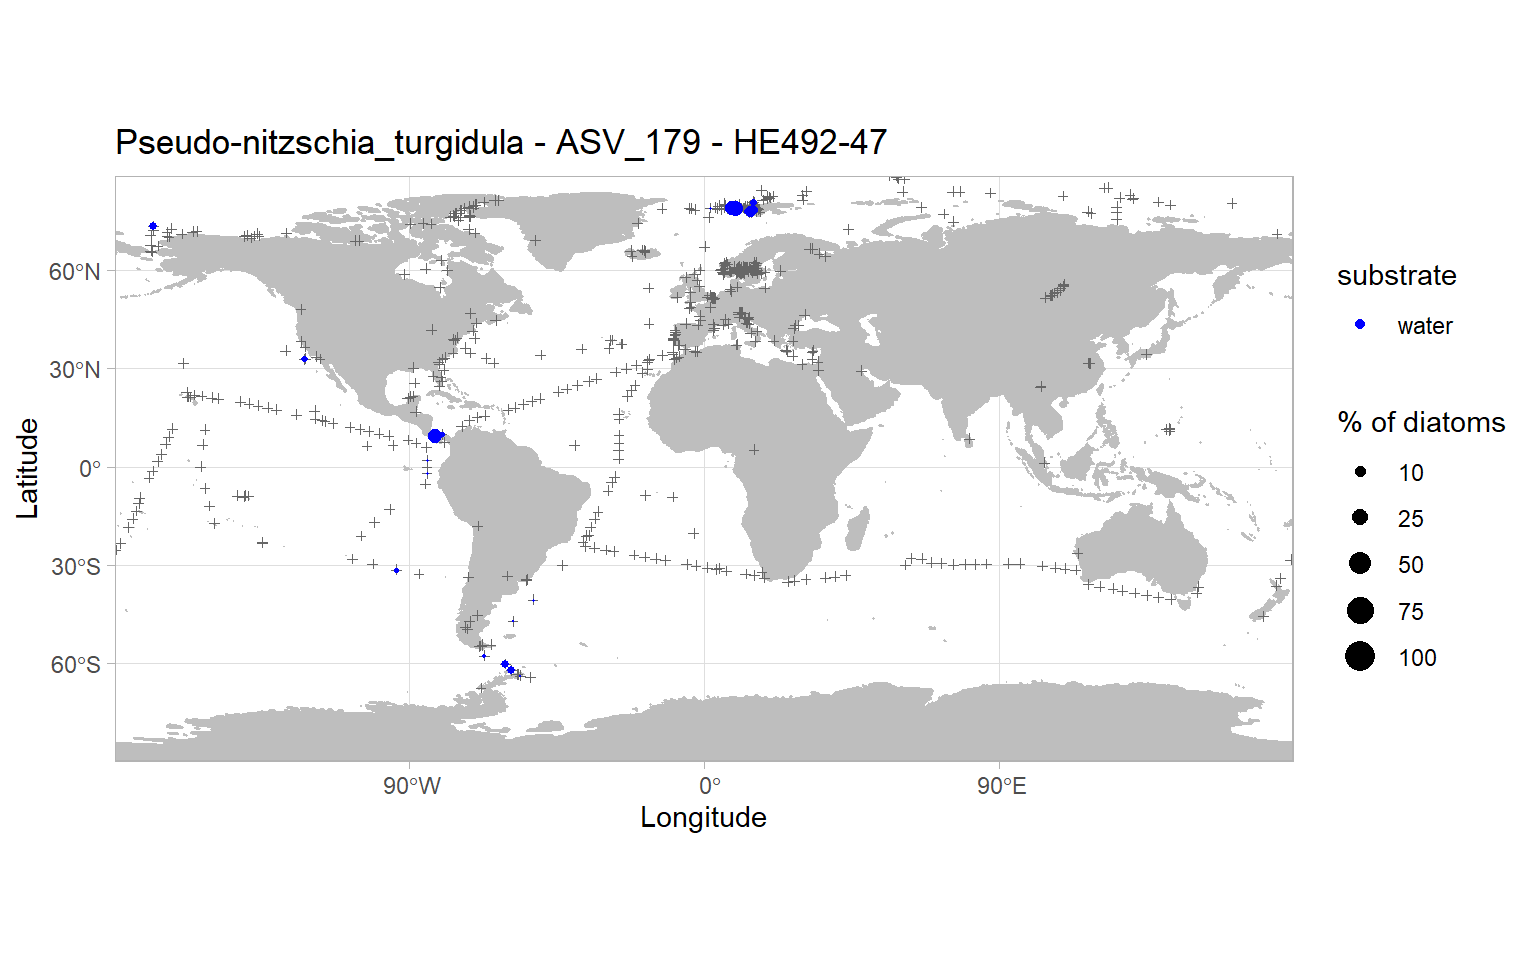 Pseudo-nitzschia_turgidula - ASV_179 - HE492-47
60°N
30°N
0°
30°S
60°S
Latitude
90°W
0°
90°E
Longitude
substrate
water
% of diatoms
10
25
50
75
100